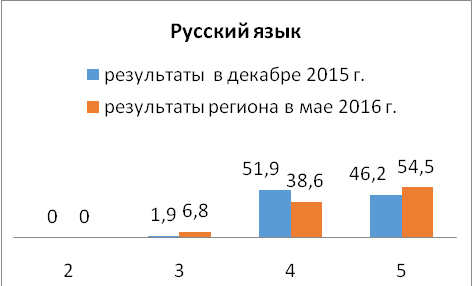 Русский язык
результаты в декабре 2015 г.
результаты региона в мае 2016 г.
0 0 1,9 6,8 51,9 38,6 46,2 54,5
2 3 4 5